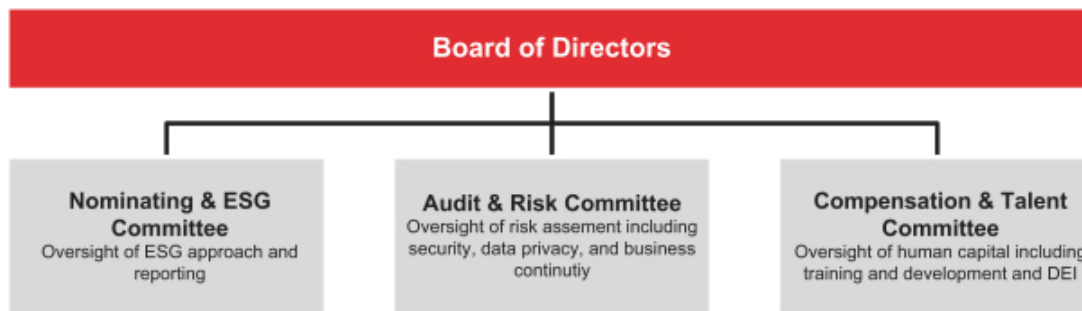 Board of Directors
Nominating & ESG
Committee
Oversight of ESG approach and
reporting
Audit & Risk Committee
Oversight of risk assement including
security, data privacy, and business
continutiy
Compensation & Talent
Committee
Oversight of human capital including
training and development and DEI